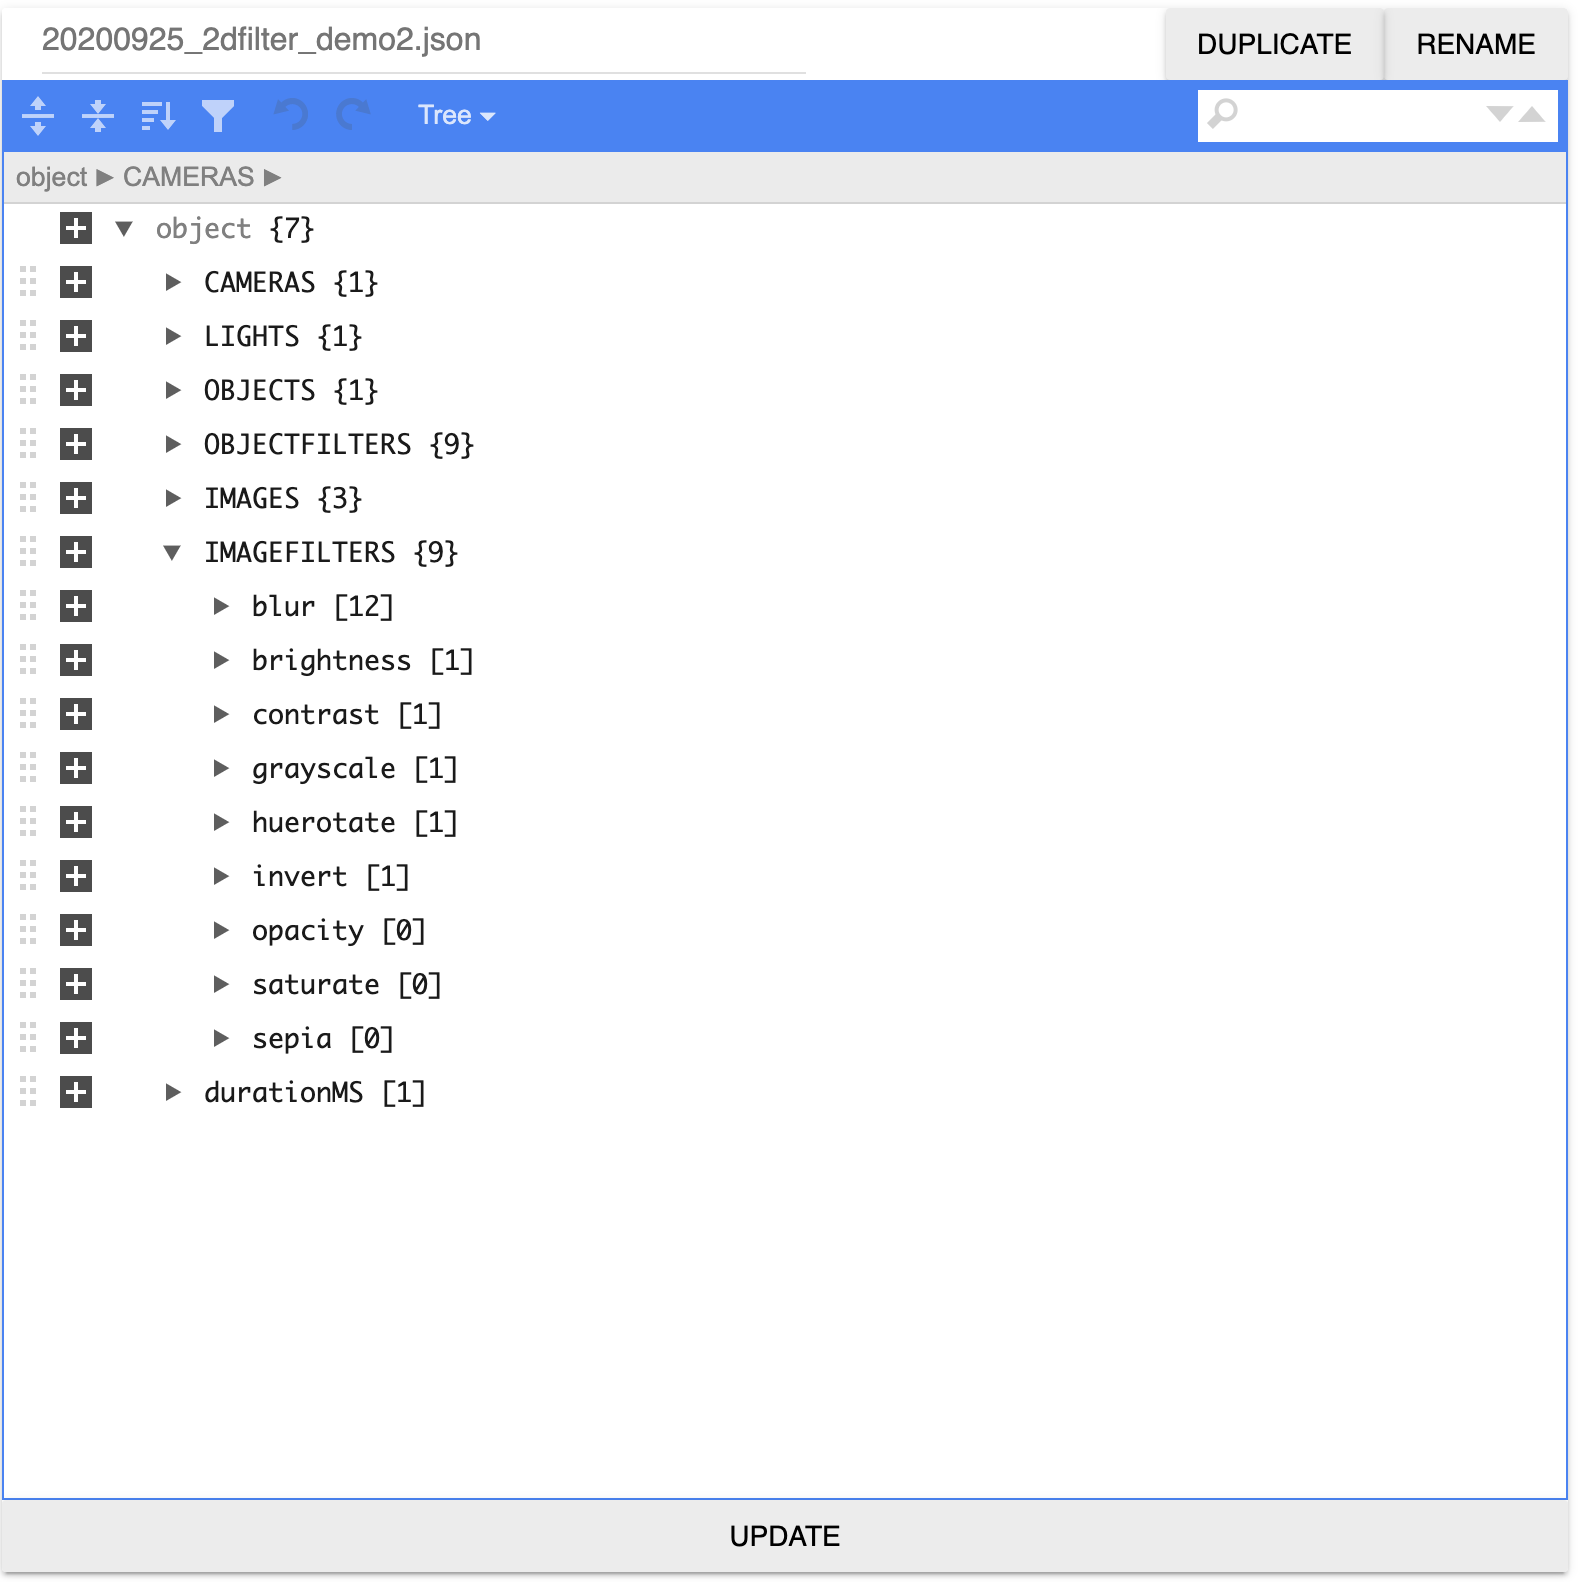 20200925_2dfilter_demo2.json
DUPLICATE
RENAME
Tree
object ► CAMERAS ►
object {7}
CAMERAS {1}
LIGHTS {1}
OBJECTS {1}
OBJECTFILTERS {9}
IMAGES {3}
IMAGEFILTERS {9}
blur [12]
brightness [1]
contrast [1]
grayscale [1]
huerotate [1]
invert [1]
opacity [0]
saturate [0]
sepia [0]
durationMS [1]
UPDATE